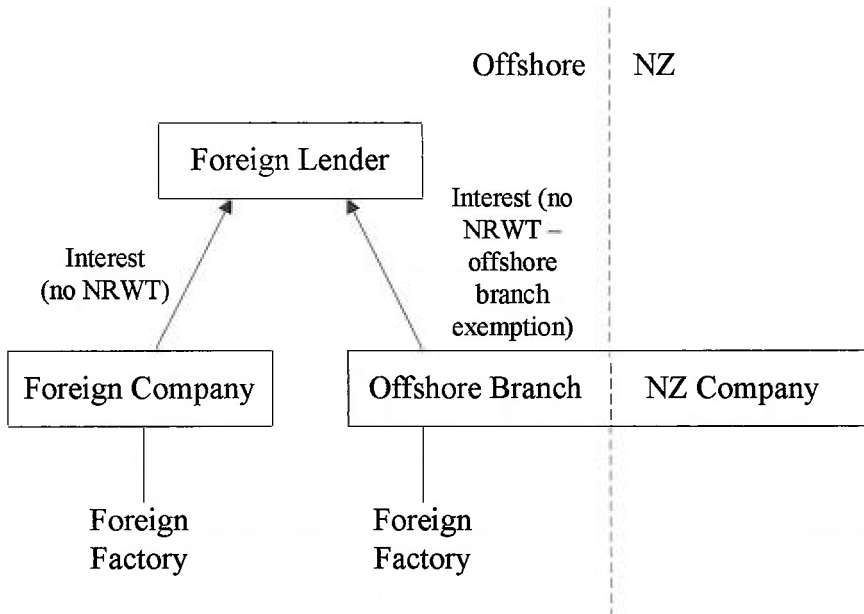 Offshore NZ
Foreign Lender
Interest
(no NRWT)
Interest (no
NRWT –
offshore
branch
exemption)
Foreign Company
Offshore Branch
NZ Company
Foreign
Factory
Foreign
Factory